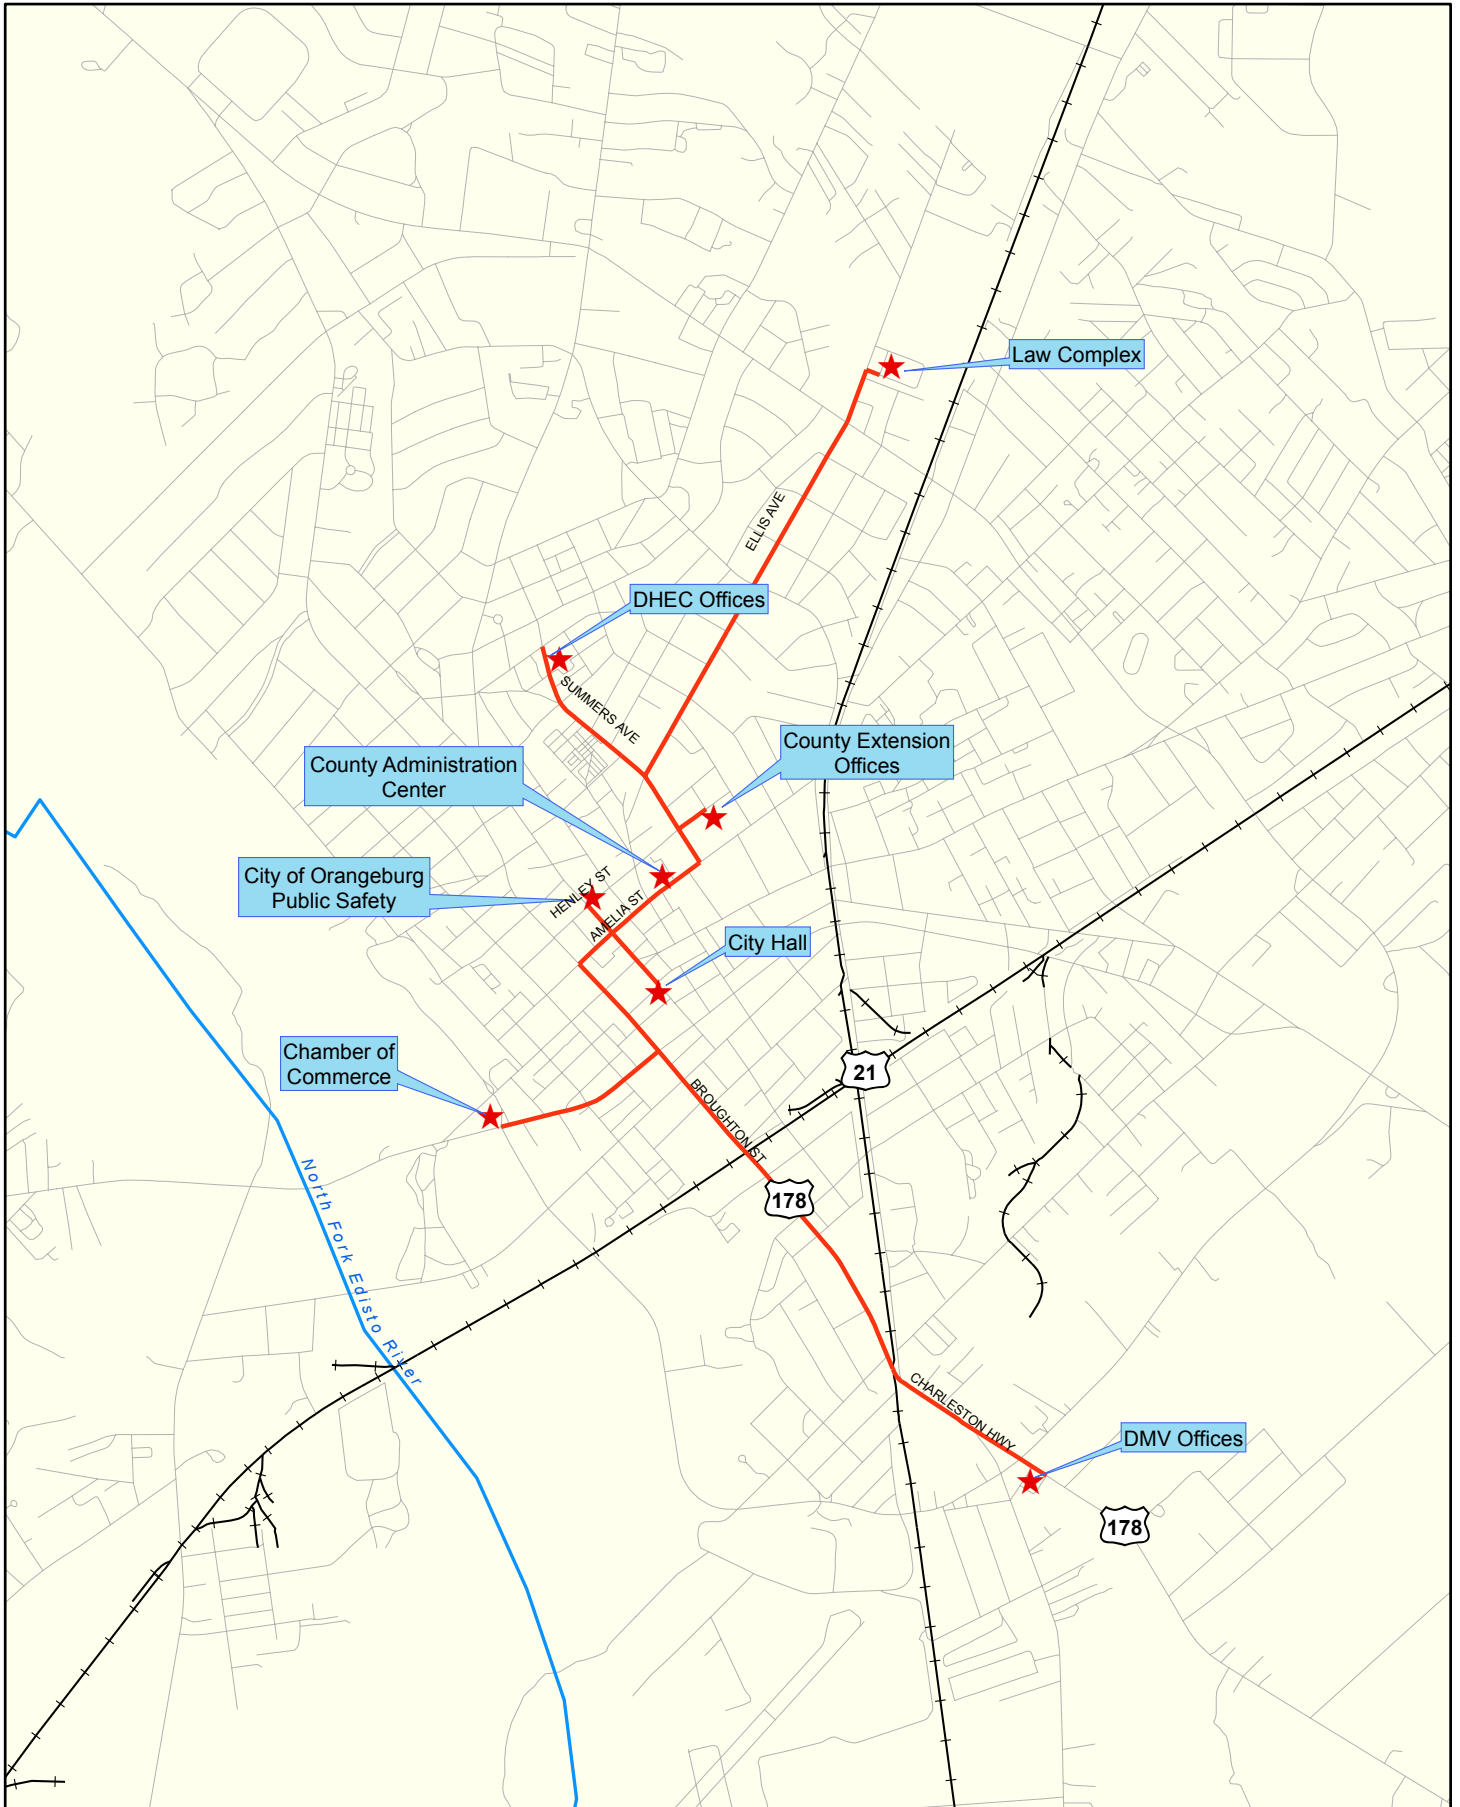 Law Complex
ELLIS AVE
DHEC Offices
SUMMERS AVE
County Extension
Offices
County Administration
Center
City of Orangeburg
Public Safety
HENLEY ST
AMELIA ST
City Hall
Chamber of
Commerce
21
BROUGHTON ST
178
North Fork Edisto River
CHARLESTON HWY
DMV Offices
178